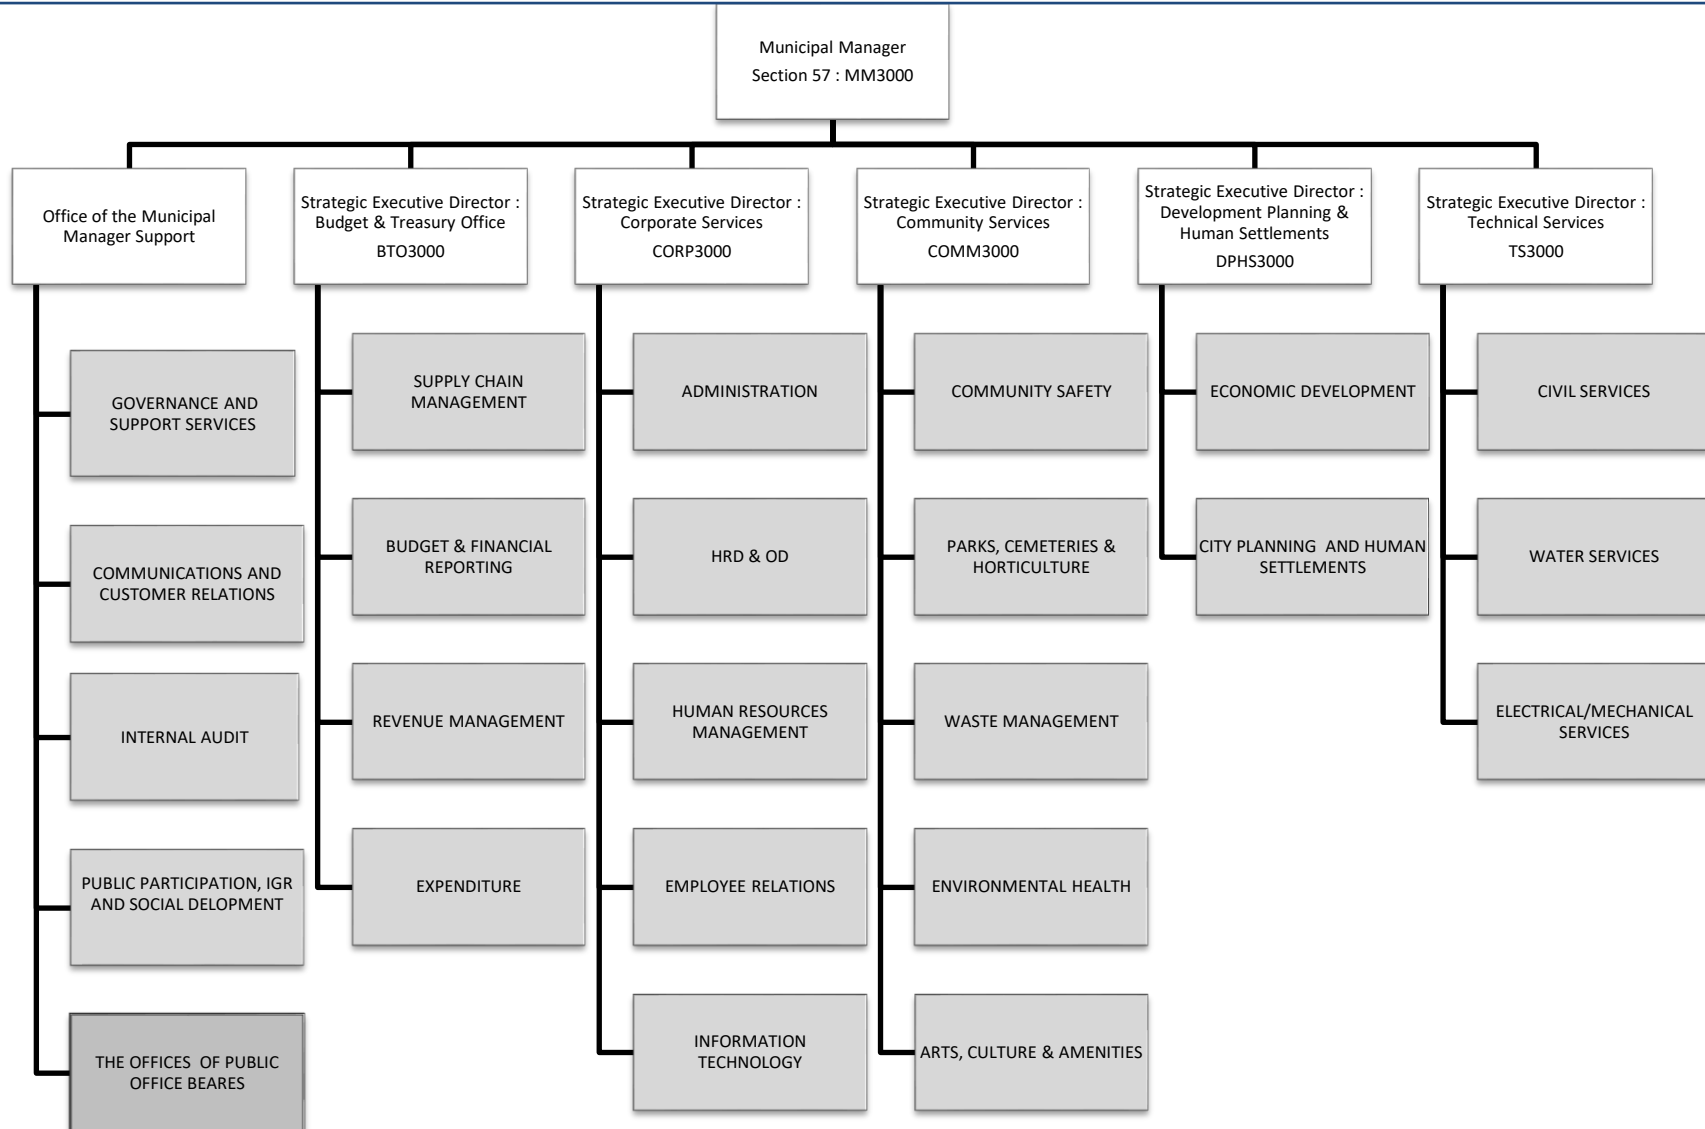 Municipal Manager
Section 57 : MM3000
Office of the Municipal
Manager Support
Strategic Executive Director :
Budget & Treasury Office
BTO3000
Strategic Executive Director :
Corporate Services
CORP3000
Strategic Executive Director :
Community Services
COMM3000
Strategic Executive Director :
Development Planning &
Human Settlements
DPHS3000
Strategic Executive Director :
Technical Services
TS3000
GOVERNANCE AND
SUPPORT SERVICES
COMMUNICATIONS AND
CUSTOMER RELATIONS
INTERNAL AUDIT
PUBLIC PARTICIPATION, IGR
AND SOCIAL DELOPMENT
THE OFFICES  OF PUBLIC
OFFICE BEARES
SUPPLY CHAIN
MANAGEMENT
BUDGET & FINANCIAL
REPORTING
REVENUE MANAGEMENT
EXPENDITURE
ADMINISTRATION
HRD & OD
HUMAN RESOURCES
MANAGEMENT
EMPLOYEE RELATIONS
INFORMATION
TECHNOLOGY
COMMUNITY SAFETY
PARKS, CEMETERIES &
HORTICULTURE
WASTE MANAGEMENT
ENVIRONMENTAL HEALTH
ARTS, CULTURE & AMENITIES
ECONOMIC DEVELOPMENT
CITY PLANNING  AND HUMAN
SETTLEMENTS
CIVIL SERVICES
WATER SERVICES
ELECTRICAL/MECHANICAL
SERVICES